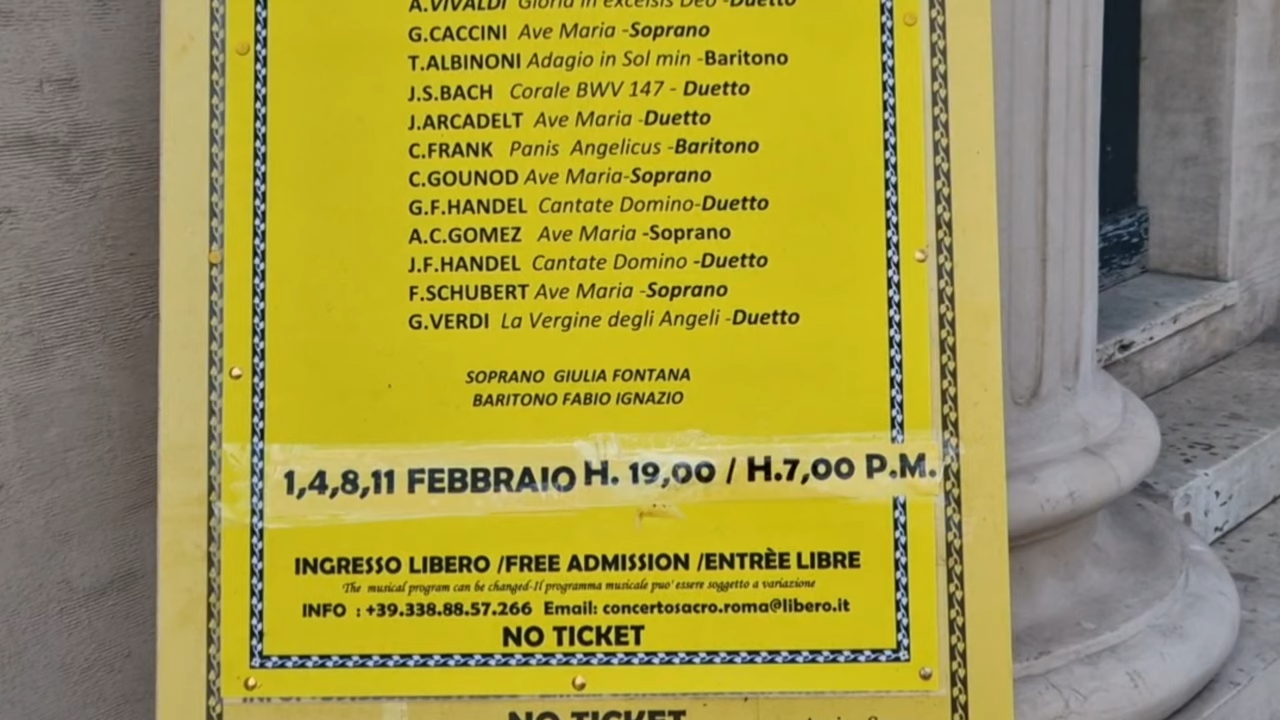 A.VIVALDI Gloria in excelsis Deo -Duetto
G.CACCINI Ave Maria -Soprano
T.ALBINONI Adagio in Sol min -Baritono
J.S.BACH Corale BWV 147 - Duetto
J.ARCADELT Ave Maria -Duetto
C.FRANK Panis Angelicus -Baritono
C.GOUNOD Ave Maria-Soprano
G.F.HANDEL Cantate Domino-Duetto
A.C.GOMEZ Ave Maria -Soprano
J.F.HANDEL Cantate Domino -Duetto
F.SCHUBERT Ave Maria -Soprano
G.VERDI La Vergine degli Angeli -Duetto
SOPRANO GIULIA FONTANA
BARITONO FABIO IGNAZIO
1,4,8,11 FEBBRAIO H. 19,00 / H.7,00 P.M.
INGRESSO LIBERO /FREE ADMISSION /ENTRÈE LIBRE
The musical program can be changed-Il programma musicale puo' essere soggetto a variazione
INFO : +39.338.88.57.266 Email: concertosacro.roma@libero.it
NO TICKET
NO TICKET